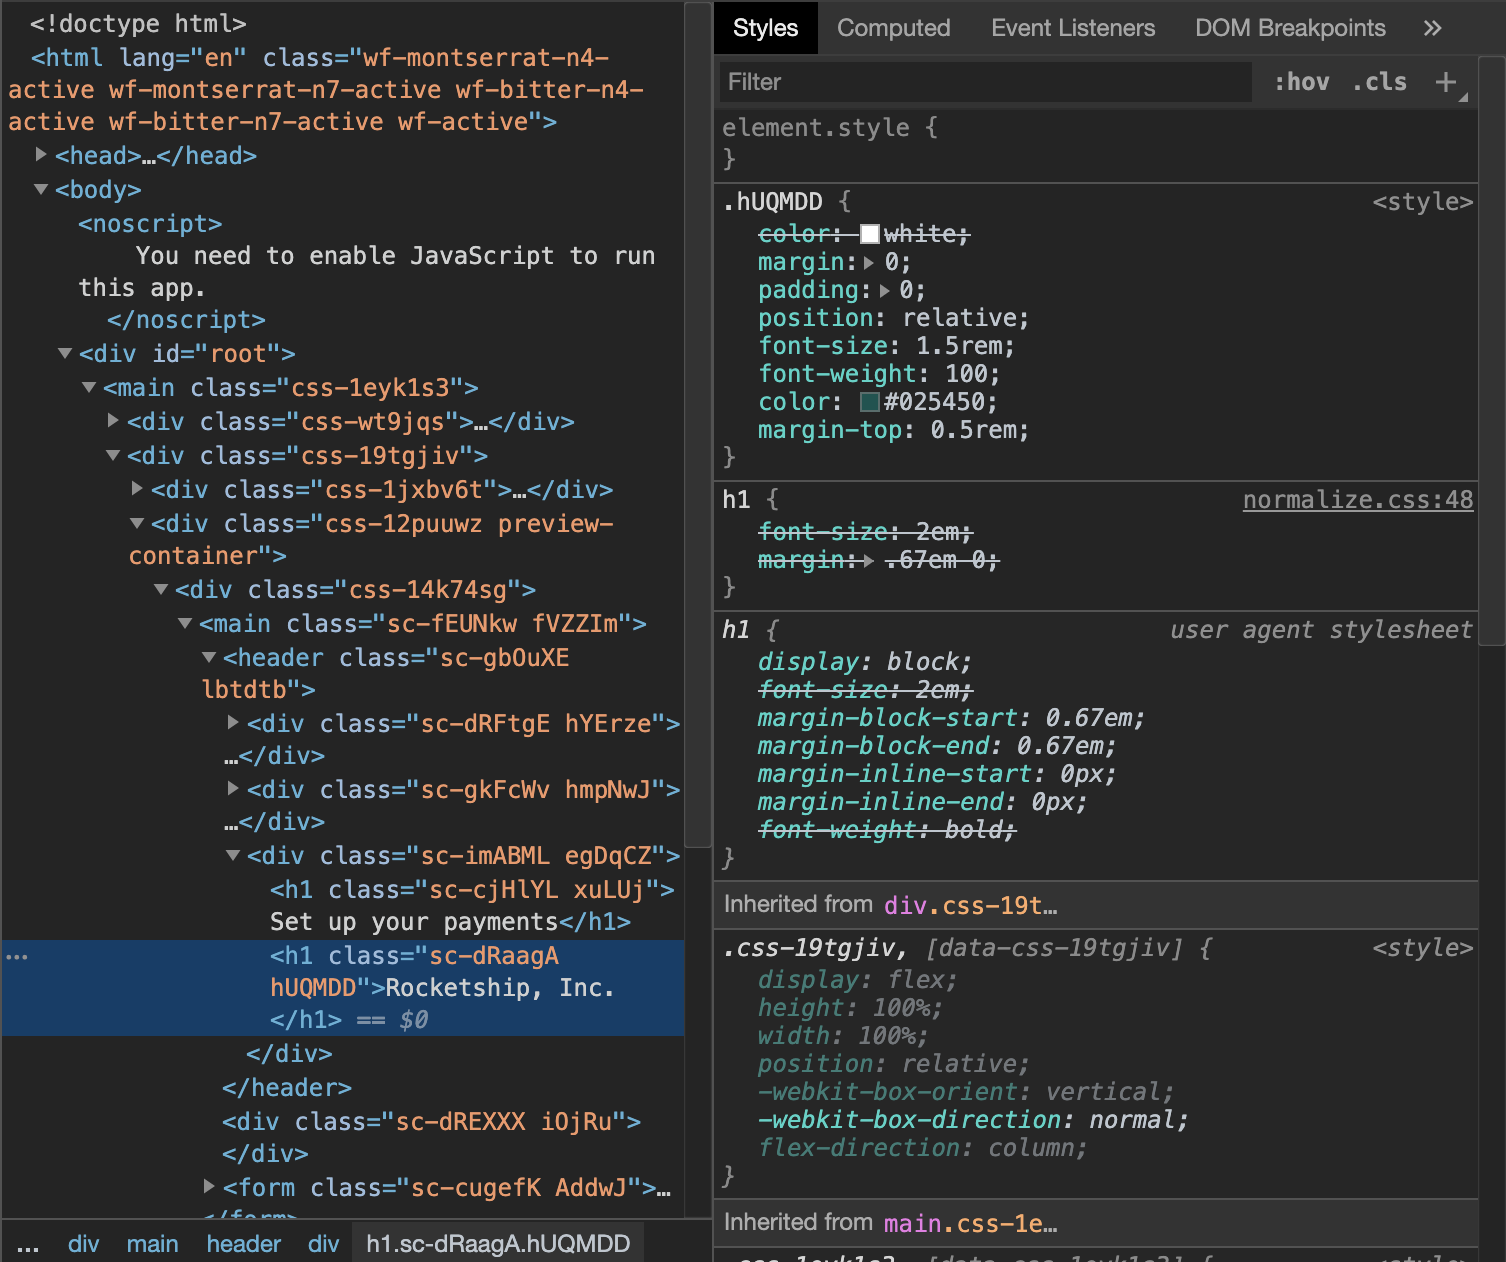 <!doctype html>
<html lang="en" class="wf-montserrat-n4-
active wf-montserrat-n7-active wf-bitter-n4-
active wf-bitter-n7-active wf-active">
<head>…</head>
<body>
<noscript>
You need to enable JavaScript to run
this app.
</noscript>
<div id="root">
<main class="css-1eyk1s3">
<div class="css-wt9jqs">…</div>
<div class="css-19tgjiv">
<div class="css-1jxbv6t">…</div>
<div class="css-12puuwz preview-
container">
<div class="css-14k74sg">
<main class="sc-fEUNkw fVZZIm">
<header class="sc-gbOuXE
lbtdtb">
<div class="sc-dRFtgE hYErze">
…</div>
<div class="sc-gkFcWv hmpNwJ">
…</div>
<div class="sc-imABML egDqCZ">
<h1 class="sc-cjHlYL xuLUj">
Set up your payments</h1>
<h1 class="sc-dRaagA
hUQMDD">Rocketship, Inc.
</h1> == $0
</div>
</header>
<div class="sc-dREXXX iOjRu">
</div>
<form class="sc-cugefK AddwJ">…
</form>
… div main header div h1.sc-dRaagA.hUQMDD
Styles Computed Event Listeners DOM Breakpoints »
Filter :hov .cls +
element.style {
}
.hUQMDD { <style>
color: white;
margin: 0;
padding: 0;
position: relative;
font-size: 1.5rem;
font-weight: 100;
color: #025450;
margin-top: 0.5rem;
}
h1 { normalize.css:48
font-size: 2em;
margin: .67em 0;
}
h1 { user agent stylesheet
display: block;
font-size: 2em;
margin-block-start: 0.67em;
margin-block-end: 0.67em;
margin-inline-start: 0px;
margin-inline-end: 0px;
font-weight: bold;
}
Inherited from div.css-19t…
.css-19tgjiv, [data-css-19tgjiv] { <style>
display: flex;
height: 100%;
width: 100%;
position: relative;
-webkit-box-orient: vertical;
-webkit-box-direction: normal;
flex-direction: column;
}
Inherited from main.css-1e…
.css-1eyk1s3, [data-css-1eyk1s3] { <style>